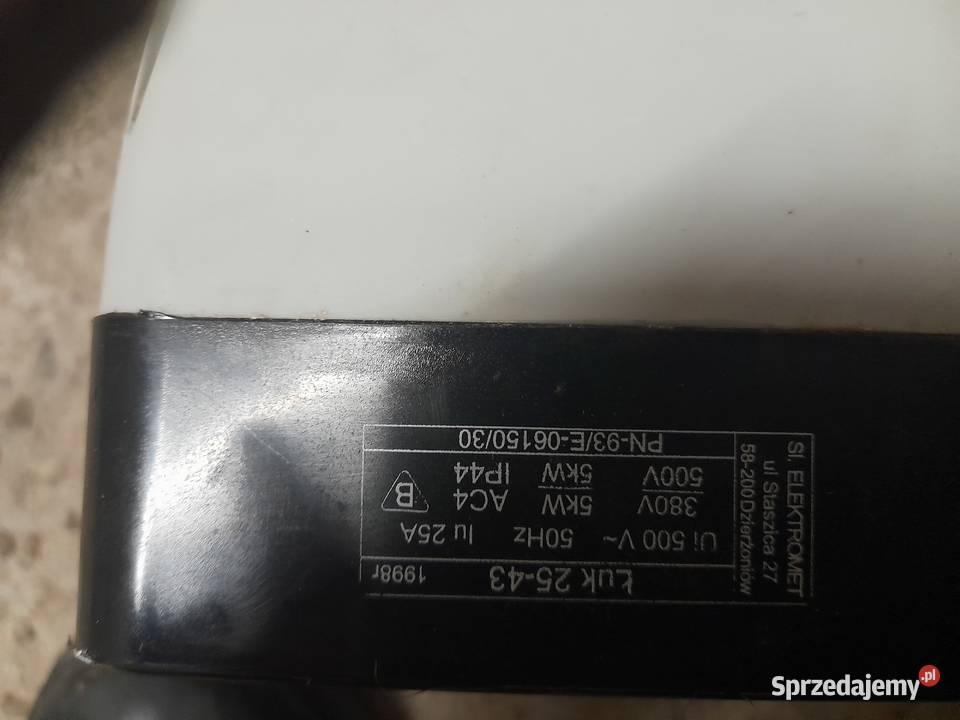 SI. ELEKTROMET
ul Staszica 27
58-200 Dzierżoniów
Łuk 25-43 1998r
Ui 500 V~ 50Hz Iu 25A
380V 5kW AC4
500V 5kW IP44
B
PN-93/E-06150/30
Sprzedajemy.pl